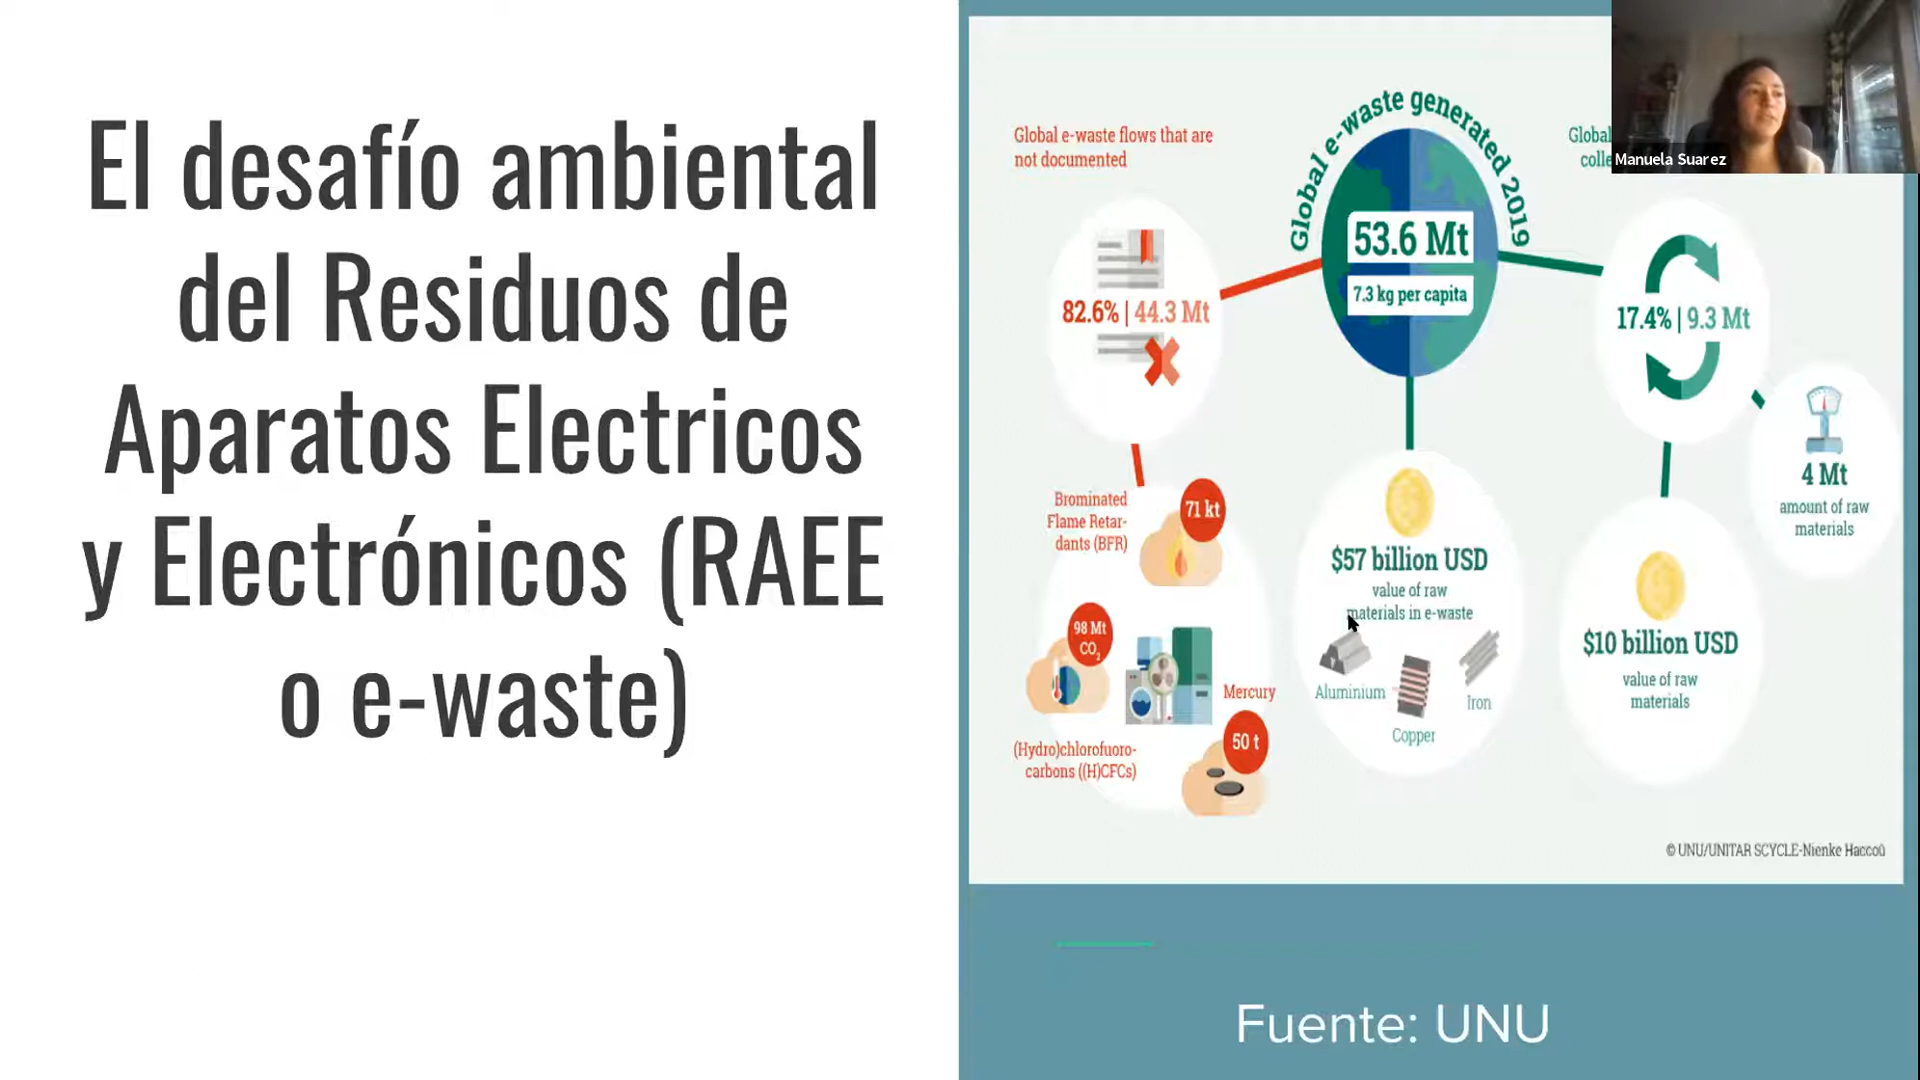 El desafío ambiental
del Residuos de
Aparatos Electricos
y Electrónicos (RAEE
o e-waste)
Global e-waste generated 2019
53.6 Mt
7.3 kg per capita
Global e-waste flows that are
not documented
82.6% | 44.3 Mt
Brominated
Flame Retar-
dants (BFR)
71 kt
98 Mt
CO2
(Hydro)chlorofuoro-
carbons ((H)CFCs)
Mercury
50 t
$57 billion USD
value of raw
materials in e-waste
Aluminium
Copper
Iron
Global
colle
17.4% | 9.3 Mt
4 Mt
amount of raw
materials
$10 billion USD
value of raw
materials
© UNU/UNITAR SCYCLE-Nienke Haccoû
Manuela Suarez
Fuente: UNU